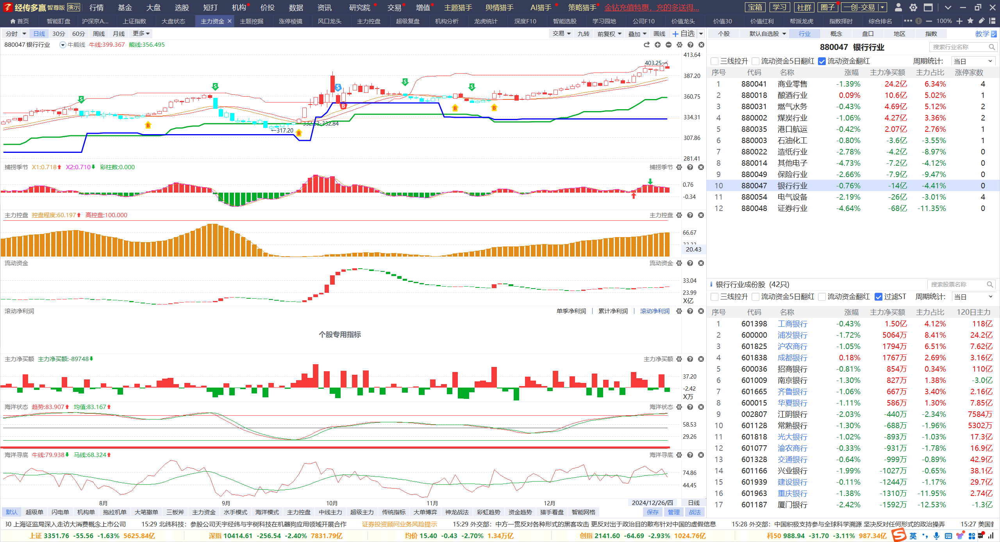 经传多赢 智尊版 演示 行情 基金 大盘 选股 短打 机构 价投 数据 资讯 研究院 交易 增值 主题猎手 舆情猎手 AI猎手 策略猎手 金钻充值特惠，充的多送得... 宝箱 学习 社群 圈子 一创-交易
首页 智能盯盘 沪深京A... 上证指数 大盘状态 主力资金 主题挖掘 涨停棱镜 风口龙头 主力控盘 超级复盘 机构分析 龙虎统计 深度F10 智能选股 学习园地 公司F10 价值龙头 价值30 价值红利 帮派龙虎 指数择时 综合排名 100%
分时 日线 30分 60分 周线 月线 更多 交易 九转 前复权 叠加 画线 自选
880047 银行行业 牛熊线 牛线:399.367 熊线:356.495
413.64
403.25→
387.20
S S S S S
360.75
B B B B B
334.31
332.83-332.84
←317.20
307.86
281.41
捕捞季节 X1:0.718 X2:0.710 彩柱数:0.000 捕捞季节
0.76
-0.34
主力控盘 控盘程度:60.197 高控盘:100.000 主力控盘
66.67
20.43
流动资金 流动资金
33.04
23.99
X亿
滚动净利润 单季净利润 累计净利润 滚动净利润
个股专用指标
主力净买额 主力净买额:-89748 主力净买额
37.20
-2.42
X万
海洋状态 趋势:83.907 均值:83.167 海洋状态
58.53
29.26
海洋寻底 牛线:79.938 马线:68.324 海洋寻底
74.86
44.45
8月 9月 10月 11月 12月 2024/12/26/四 日线
默认 超级单 闪电单 机构单 拖拉机单 大笔撤单 三板斧 主力资金 水手模式 海洋模式 主力控盘 中线主力 超级主力 传统指标 大单博弈 神龙战法 彩虹趋势 资金趋势 猎手看盘 智能网格 保存 管理 战法
个股 默认自选股 行业 概念 盘口 地区 指数 教学
880047 银行行业 搜索行业名称
三线拉升 流动资金5日翻红 流动资金翻红 周期统计: 当日
序号 代码 名称 涨幅 主力净买额 主力占比 涨停家数
1 880041 商业零售 -1.39% 24.2亿 6.34% 4
2 880018 酿酒行业 0.09% 10.6亿 5.02% 1
3 880031 燃气水务 -0.43% 4.69亿 5.12% 2
4 880002 煤炭行业 -1.06% 4.27亿 3.36% 2
5 880035 港口航运 -0.42% 2.07亿 2.76% 1
6 880003 石油化工 -0.80% -3.6亿 -3.55% 1
7 880022 造纸行业 -2.78% -4.2亿 -8.97% 0
8 880014 其他电子 -4.73% -7.2亿 -4.12% 0
9 880049 保险行业 -2.66% -7.9亿 -9.47% 0
10 880047 银行行业 -0.76% -14亿 -4.41% 0
11 880054 电气设备 -2.19% -26亿 -3.01% 4
12 880048 证券行业 -4.64% -68亿 -11.35% 0
银行行业成份股 (42只) 搜索股票名称
三线拉升 流动资金5日翻红 流动资金翻红 过滤ST 周期统计: 当日
序号 代码 名称 涨幅 主力净买额 主力占比 120日主力
1 601398 工商银行 -0.43% 1.50亿 4.12% 118亿
2 600000 浦发银行 -1.72% 5064万 8.41% 24.2亿
3 601825 沪农商行 -1.05% 1794万 6.51% 7.62亿
4 601838 成都银行 0.18% 1767万 2.69% 3.16亿
5 600036 招商银行 -0.81% 854万 0.34% 110亿
6 601009 南京银行 -1.30% 827万 1.38% -3.0亿
7 601665 齐鲁银行 -1.06% 667万 3.40% 2.16亿
8 600015 华夏银行 -1.11% 586万 1.30% 7.85亿
9 002807 江阴银行 -2.03% -440万 -2.34% 7584万
10 601128 常熟银行 -1.30% -688万 -1.96% 5302万
11 601818 光大银行 -1.02% -893万 -1.03% 17.3亿
12 601077 渝农商行 -0.33% -931万 -1.78% 16.9亿
13 601328 交通银行 -0.64% -999万 -0.89% 42.9亿
14 601166 兴业银行 -1.99% -1027万 -0.65% 38.1亿
15 601939 建设银行 -0.11% -1244万 -1.17% 29.7亿
16 601963 重庆银行 -1.38% -1310万 -11.95% 2.74亿
17 601187 厦门银行 -2.42% -1592万 -12.53% -1.3亿
30 上海证监局深入走访大消费概念上市公司 15:29 北纬科技：参股公司天宇经纬与宇树科技在机器狗应用领域开展合作 证券投资顾问业务风险提示 15:29 外交部：中方一贯反对各种形式的黑客攻击 更反对出于政治目的散布针对中国的虚假信息 15:28 外交部：中国积极支持参与全球科学溯源 坚决反对任何形式的政治操弄 15:27 美国
上证 3351.76 -55.56 -1.63% 5625.84亿 深指 10414.61 -256.54 -2.40% 7831.79亿 均价 15.40 -0.43 -2.70% 1.34万亿 创指 2141.60 -64.69 -2.93% 1024.76亿 科50 988.94 -31.70 -3.11% 987.34亿 英